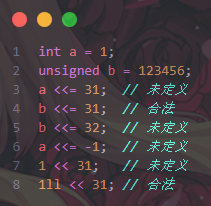 1 int a = 1;
2 unsigned b = 123456;
3 a <<= 31; // 未定义
4 b <<= 31; // 合法
5 b <<= 32; // 未定义
6 a <<= -1; // 未定义
7 1 << 31; // 未定义
8 1ll << 31; // 合法